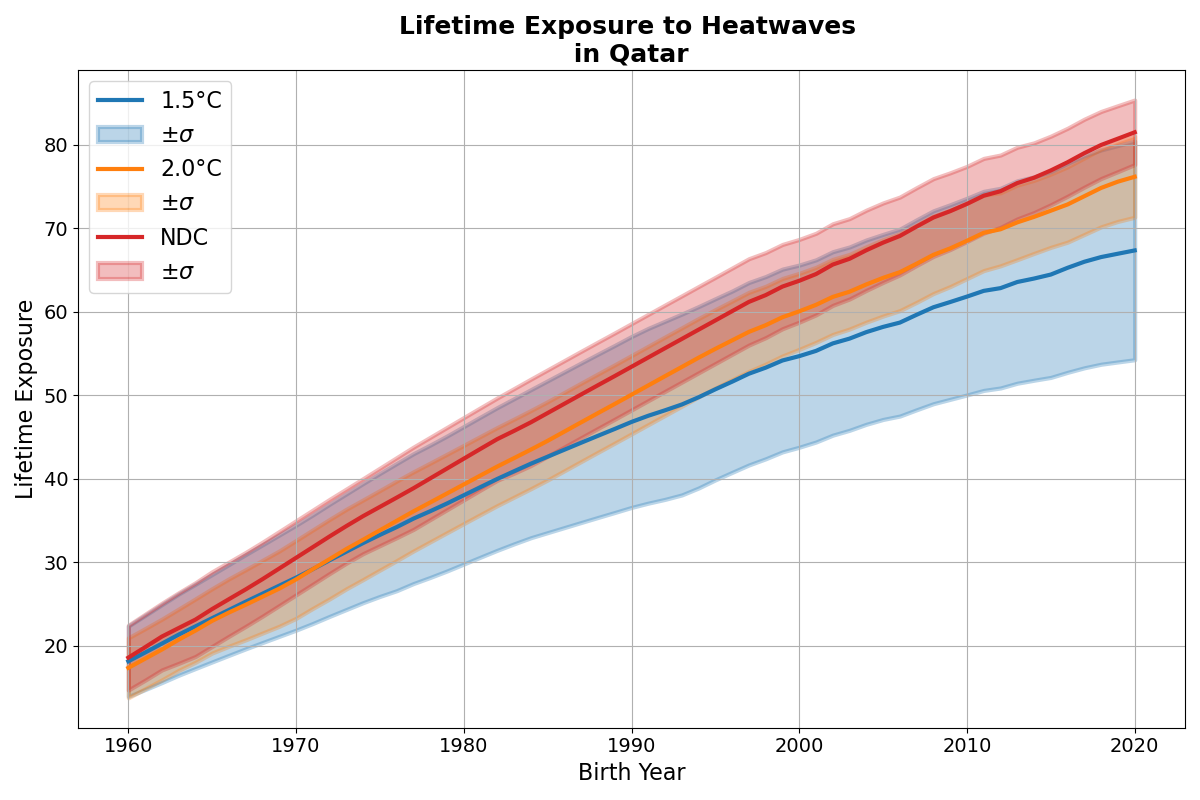 Lifetime Exposure to Heatwaves
in Qatar
1.5°C
±σ
2.0°C
±σ
NDC
±σ
Lifetime Exposure
80
70
60
50
40
30
20
1960 1970 1980 1990 2000 2010 2020
Birth Year